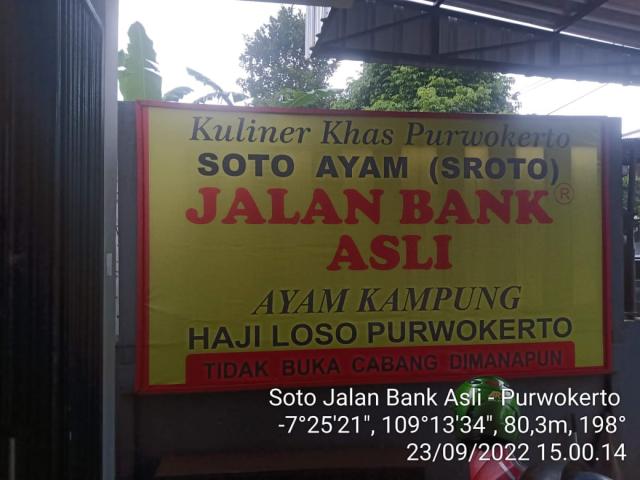 Kuliner Khas Purwokerto
SOTO AYAM (SROTO)
JALAN BANK ®
ASLI
AYAM KAMPUNG
HAJI LOSO PURWOKERTO
TIDAK BUKA CABANG DIMANAPUN
Soto Jalan Bank Asli - Purwokerto
-7°25'21", 109°13'34", 80,3m, 198°
23/09/2022 15.00.14